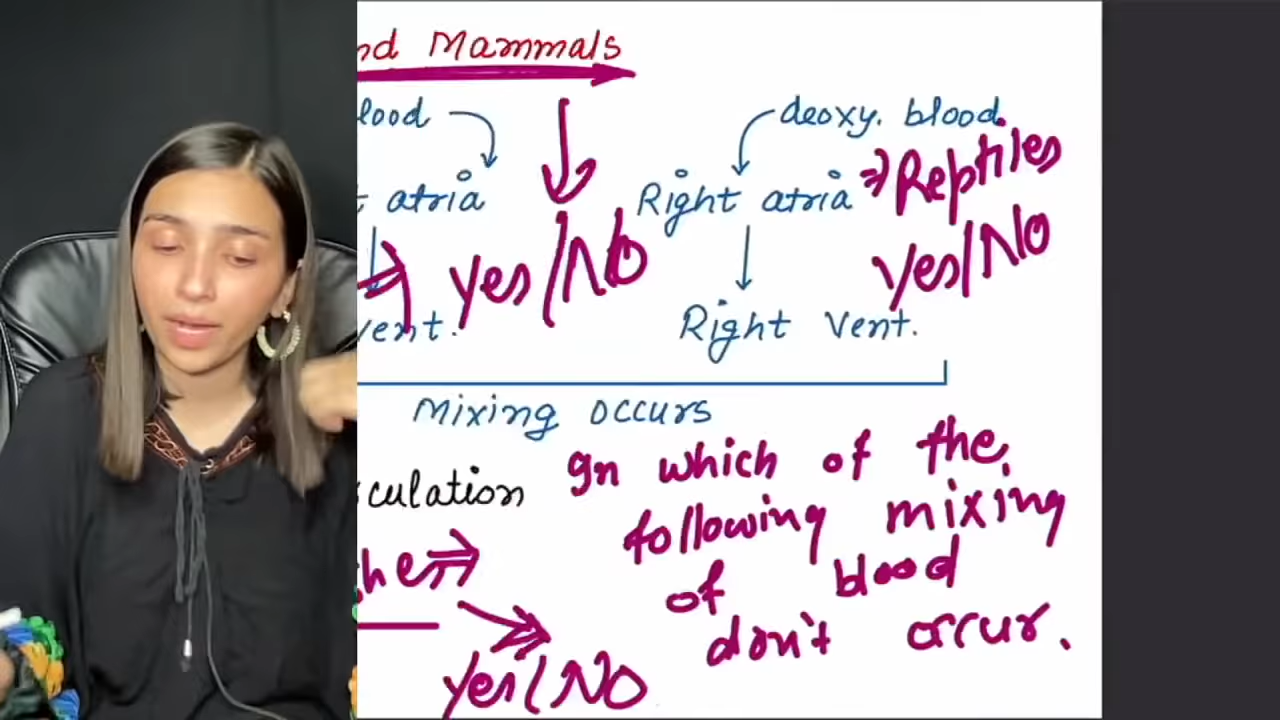 nd Mammals
lood
deoxy. blood
t atria
Right atria ⇒ Reptiles
Yes/No
Yes/No
vent.
Right Vent.
Mixing occurs
culation
In which of the
following mixing
of blood
don't occur.
hes
Yes/No